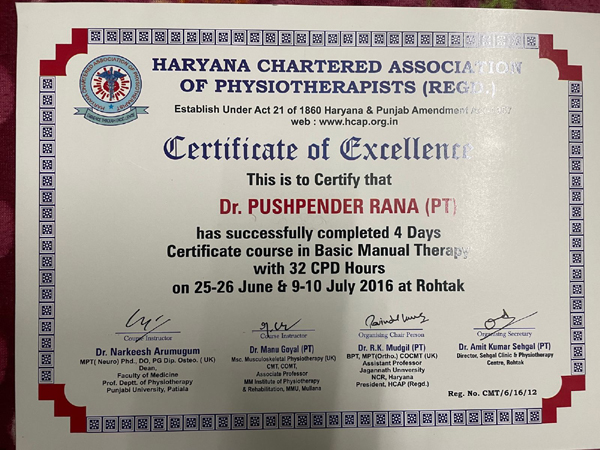 HARYANA CHARTERED ASSOCIATION
OF PHYSIOTHERAPISTS (REGD.)
Establish Under Act 21 of 1860 Haryana & Punjab Amendment
web : www.hcap.org.in
Certificate of Excellence
This is to Certify that
Dr. PUSHPENDER RANA (PT)
has successfully completed 4 Days
Certificate course in Basic Manual Therapy
with 32 CPD Hours
on 25-26 June & 9-10 July 2016 at Rohtak
Course Instructor
Dr. Narkeesh Arumugum
MPT( Neuro) Phd., DO, PG Dip. Osteo. ( UK)
Dean,
Faculty of Medicine
Prof. Deptt. of Physiotherapy
Punjabi University, Patiala
Course Instructor
Dr. Manu Goyal (PT)
Msc. Musculoskeletal Physiotherapy (UK)
CMT, COMT,
Associate Professor
MM Institute of Physiotherapy
& Rehabilitation, MMU, Mullana
Organising Chair Person
Dr. R.K. Mudgil (PT)
BPT, MPT(Ortho.) COCMT (UK)
Assistant Professor
Jagannath Unnversity
NCR, Haryana
President, HCAP (Regd.)
Organising Secretary
Dr. Amit Kumar Sehgal (PT)
Director, Sehgal Clinic & Physiotherapy
Centre, Rohtak
Reg. No. CMT/6/16/12